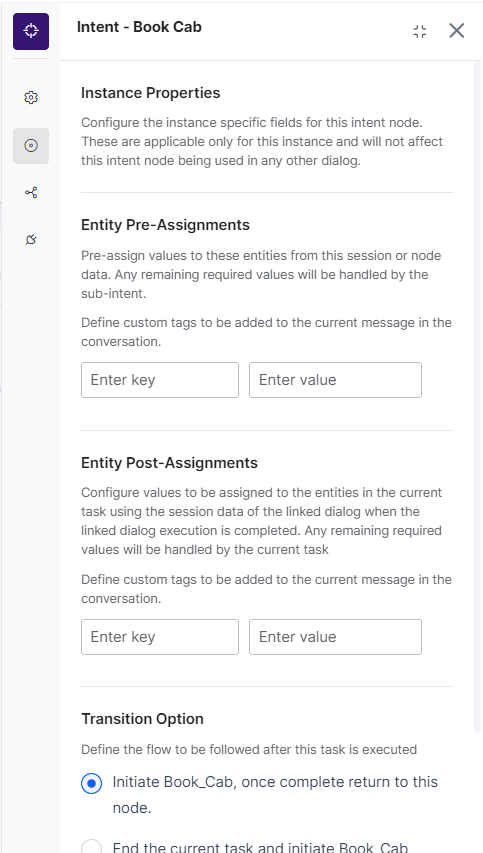 Intent - Book Cab
Instance Properties
Configure the instance specific fields for this intent node.
These are applicable only for this instance and will not affect
this intent node being used in any other dialog.
Entity Pre-Assignments
Pre-assign values to these entities from this session or node
data. Any remaining required values will be handled by the
sub-intent.
Define custom tags to be added to the current message in the
conversation.
Enter key
Enter value
Entity Post-Assignments
Configure values to be assigned to the entities in the current
task using the session data of the linked dialog when the
linked dialog execution is completed. Any remaining required
values will be handled by the current task
Define custom tags to be added to the current message in the
conversation.
Enter key
Enter value
Transition Option
Define the flow to be followed after this task is executed
Initiate Book_Cab, once complete return to this
node.
End the current task and initiate Book_Cab